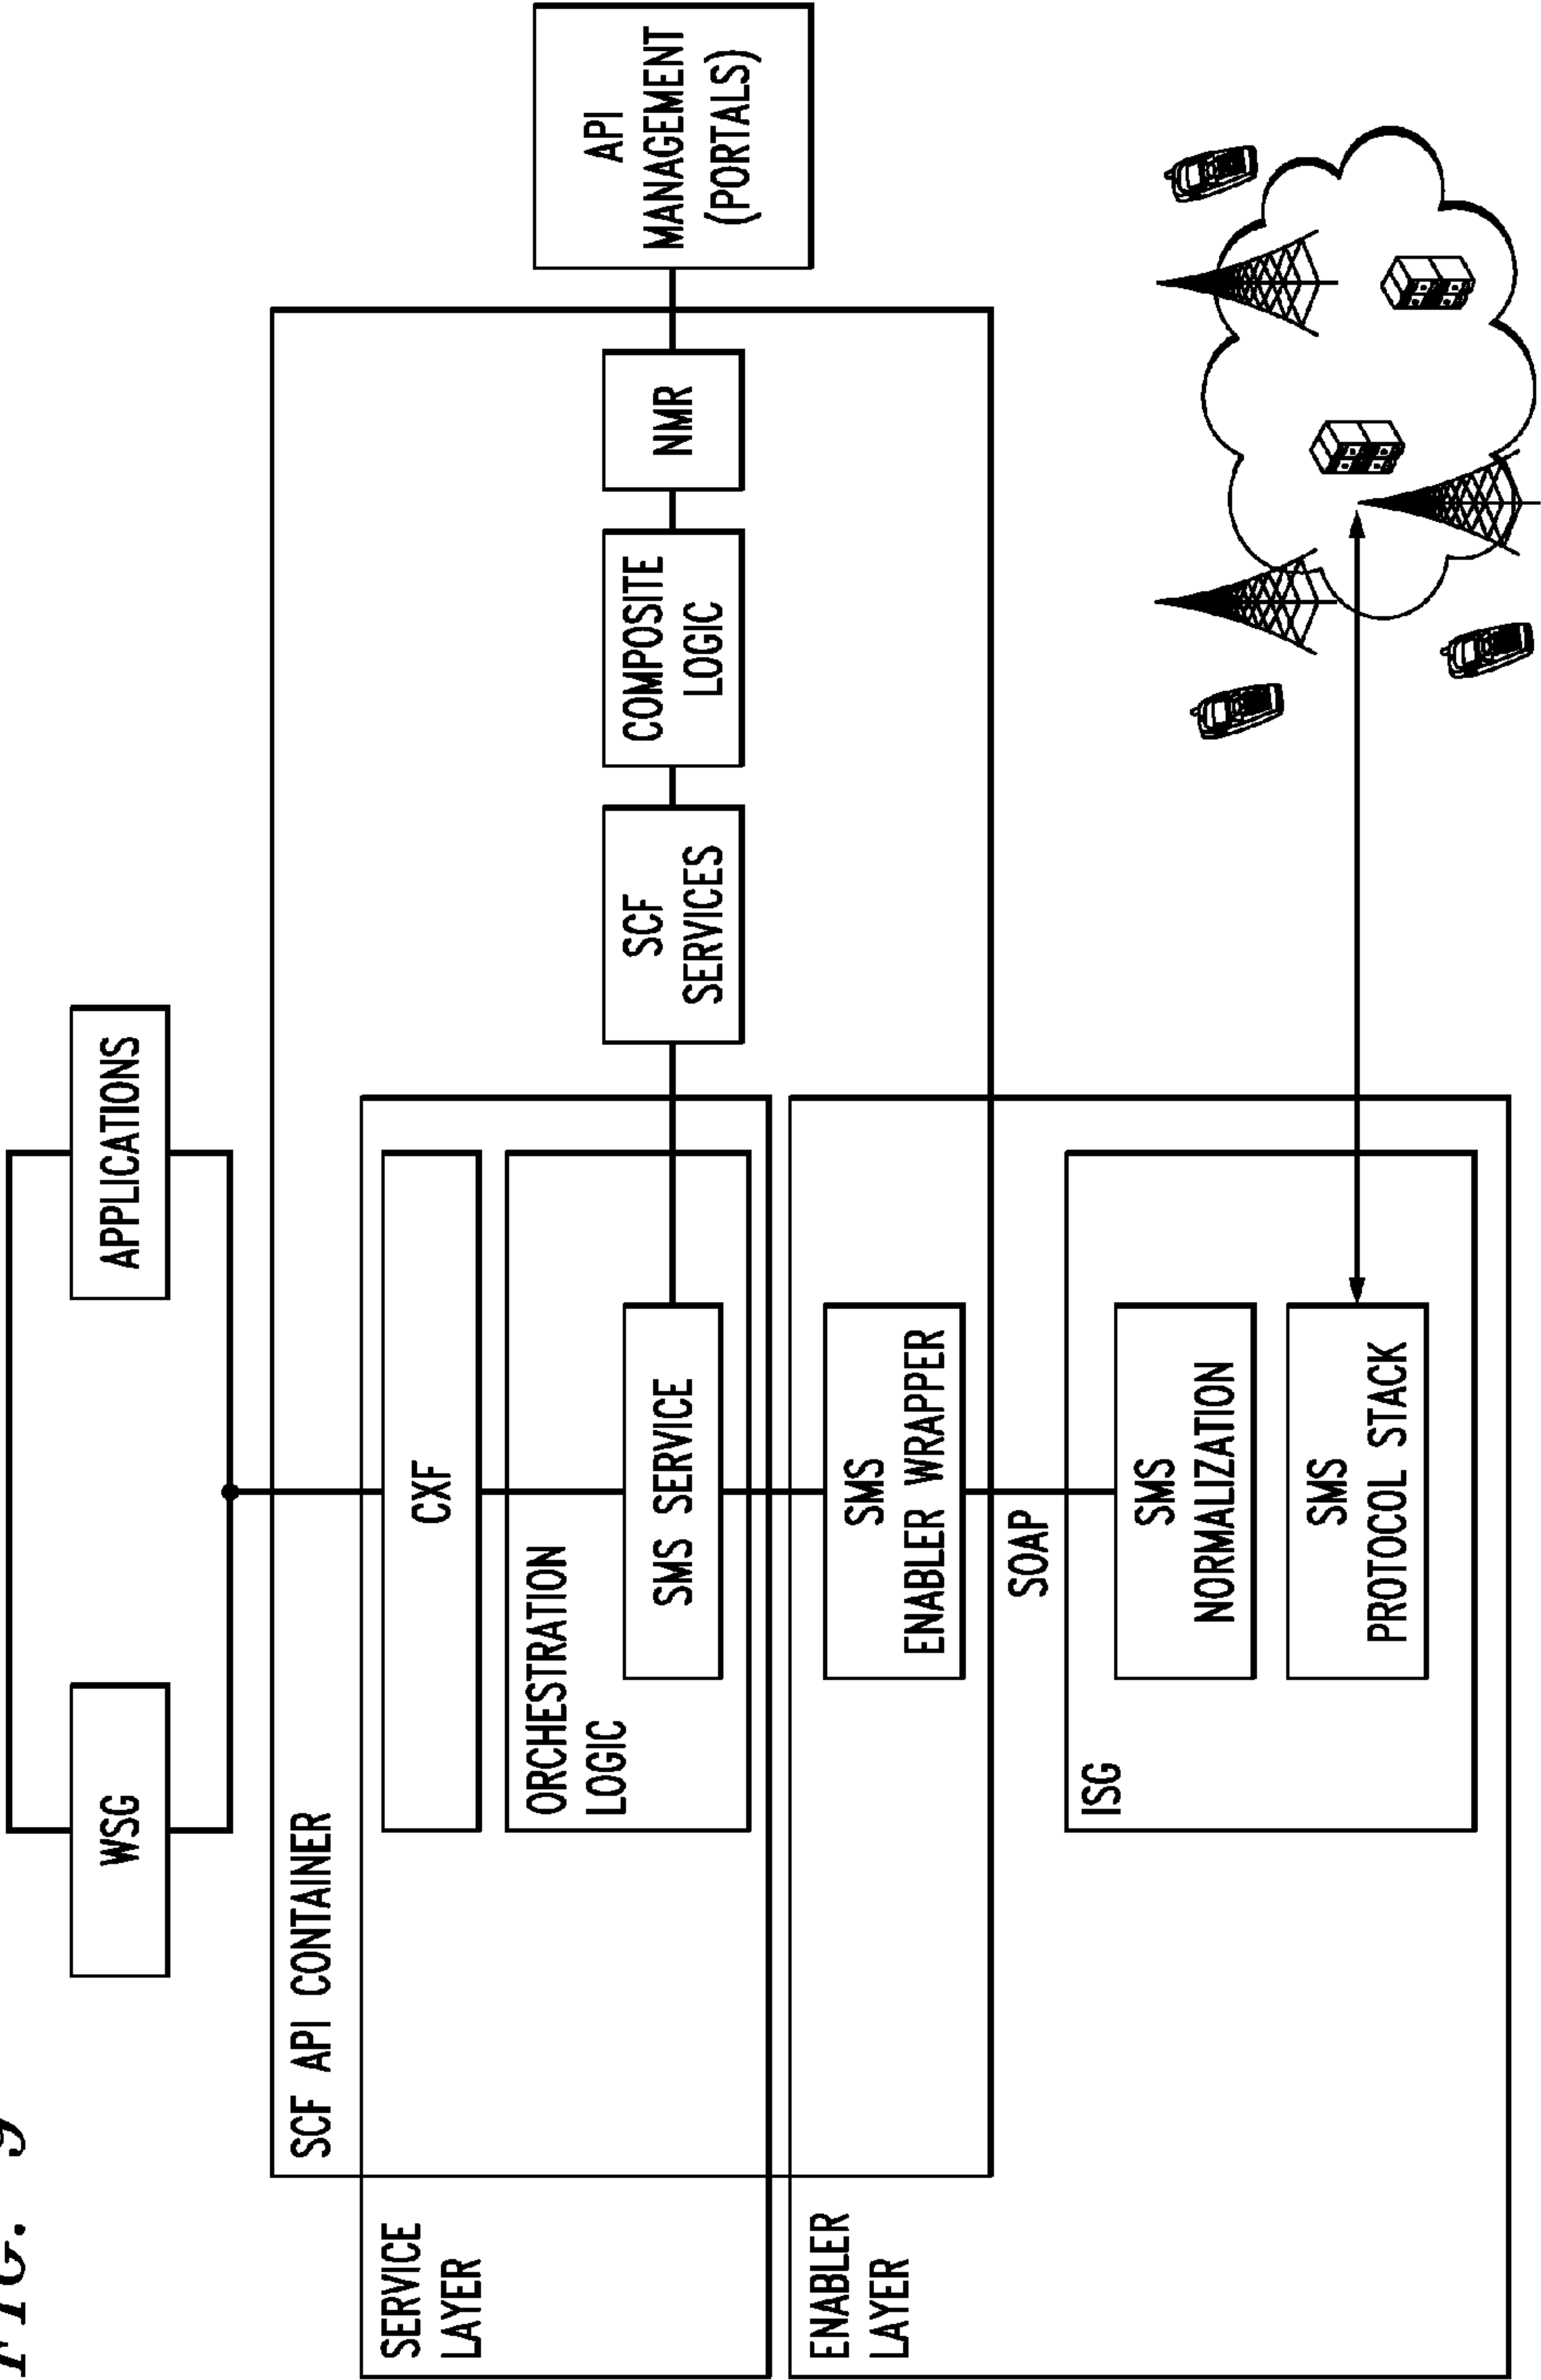 FIG. 9
WSG
APPLICATIONS
SCF API CONTAINER
SERVICE
LAYER
CXF
ORCHESTRATION
LOGIC
SMS SERVICE
SCF
SERVICES
COMPOSITE
LOGIC
NMR
API
MANAGEMENT
(PORTALS)
ENABLER
LAYER
SMS
ENABLER WRAPPER
SOAP
ISG
SMS
NORMALIZATION
SMS
PROTOCOL STACK